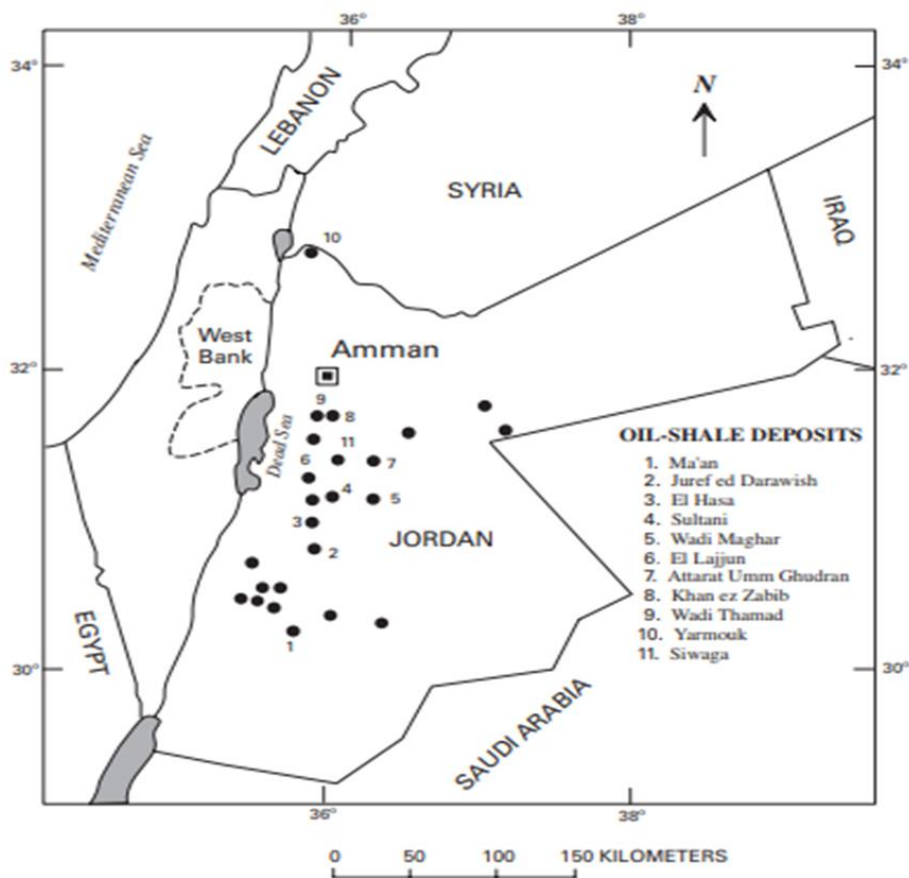 36°
38°
34°
34°
LEBANON
N
Mediterranean Sea
SYRIA
IRAQ
10
West
Bank
Amman
32°
32°
9
8
Dead Sea
11
6
7
4
5
3
JORDAN
2
1
OIL-SHALE DEPOSITS
1. Ma'an
2. Juref ed Darawish
3. El Hasa
4. Sultani
5. Wadi Maghar
6. El Lajjun
7. Attarat Umm Ghudran
8. Khan ez Zabib
9. Wadi Thamad
10. Yarmouk
11. Siwaga
EGYPT
30°
30°
SAUDI ARABIA
36°
38°
0 50 100 150 KILOMETERS